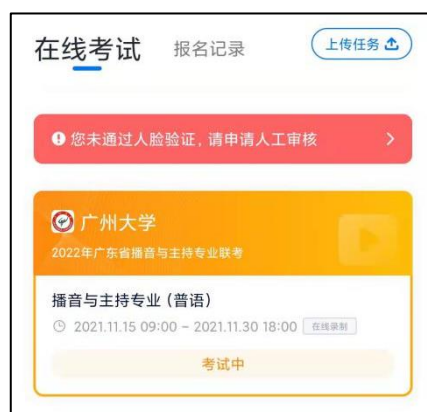 在线考试 报名记录 上传任务
您未通过人脸验证，请申请人工审核
广州大学
2022年广东省播音与主持专业联考
播音与主持专业（普语）
2021.11.15 09:00 - 2021.11.30 18:00 在线录制
考试中